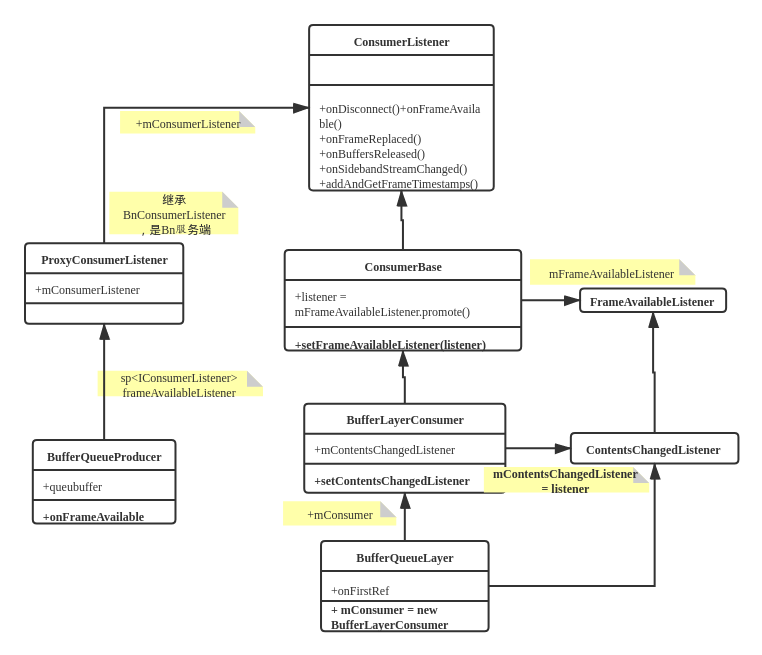 ConsumerListener
+onDisconnect()+onFrameAvaila
ble()
+onFrameReplaced()
+onBuffersReleased()
+onSidebandStreamChanged()
+addAndGetFrameTimestamps()
+mConsumerListener
继承
BnConsumerListener
, 是Bn服务端
ProxyConsumerListener
+mConsumerListener
ConsumerBase
+listener =
mFrameAvailableListener.promote()
+setFrameAvailableListener(listener)
mFrameAvailableListener
FrameAvailableListener
sp<IConsumerListener>
frameAvailableListener
BufferLayerConsumer
+mContentsChangedListener
+setContentsChangedListener
ContentsChangedListener
mContentsChangedListener
= listener
BufferQueueProducer
+queubuffer
+onFrameAvailable
+mConsumer
BufferQueueLayer
+onFirstRef
+ mConsumer = new
BufferLayerConsumer